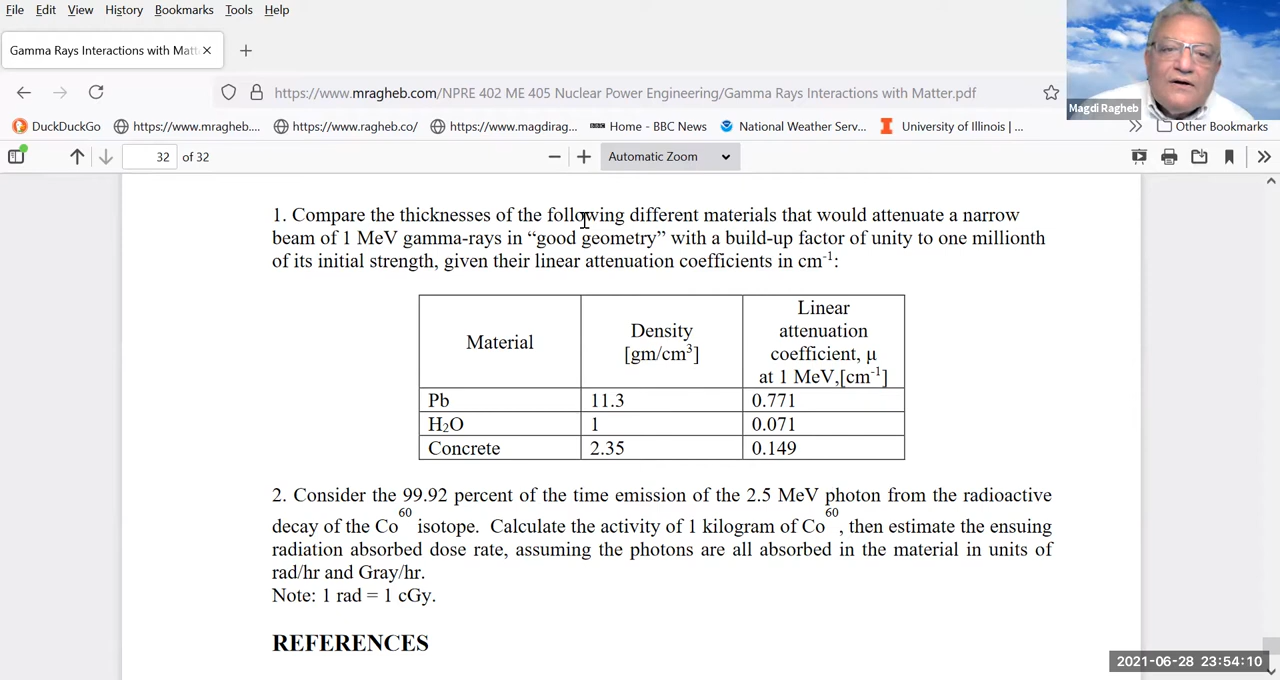 File Edit View History Bookmarks Tools Help
Gamma Rays Interactions with Matt
https://www.mragheb.com/NPRE 402 ME 405 Nuclear Power Engineering/Gamma Rays Interactions with Matter.pdf
Magdi Ragheb
DuckDuckGo https://www.mragheb.... https://www.ragheb.co/ https://www.magdirag... BBC Home - BBC News National Weather Serv... University of Illinois |... Other Bookmarks
32 of 32 Automatic Zoom
1. Compare the thicknesses of the following different materials that would attenuate a narrow
beam of 1 MeV gamma-rays in “good geometry” with a build-up factor of unity to one millionth
of its initial strength, given their linear attenuation coefficients in cm⁻¹:
Material
Density
[gm/cm³]
Linear
attenuation
coefficient, μ
at 1 MeV,[cm⁻¹]
Pb 11.3 0.771
H₂O 1 0.071
Concrete 2.35 0.149
2. Consider the 99.92 percent of the time emission of the 2.5 MeV photon from the radioactive
decay of the Co⁶⁰ isotope. Calculate the activity of 1 kilogram of Co⁶⁰, then estimate the ensuing
radiation absorbed dose rate, assuming the photons are all absorbed in the material in units of
rad/hr and Gray/hr.
Note: 1 rad = 1 cGy.
REFERENCES
2021-06-28 23:54:10